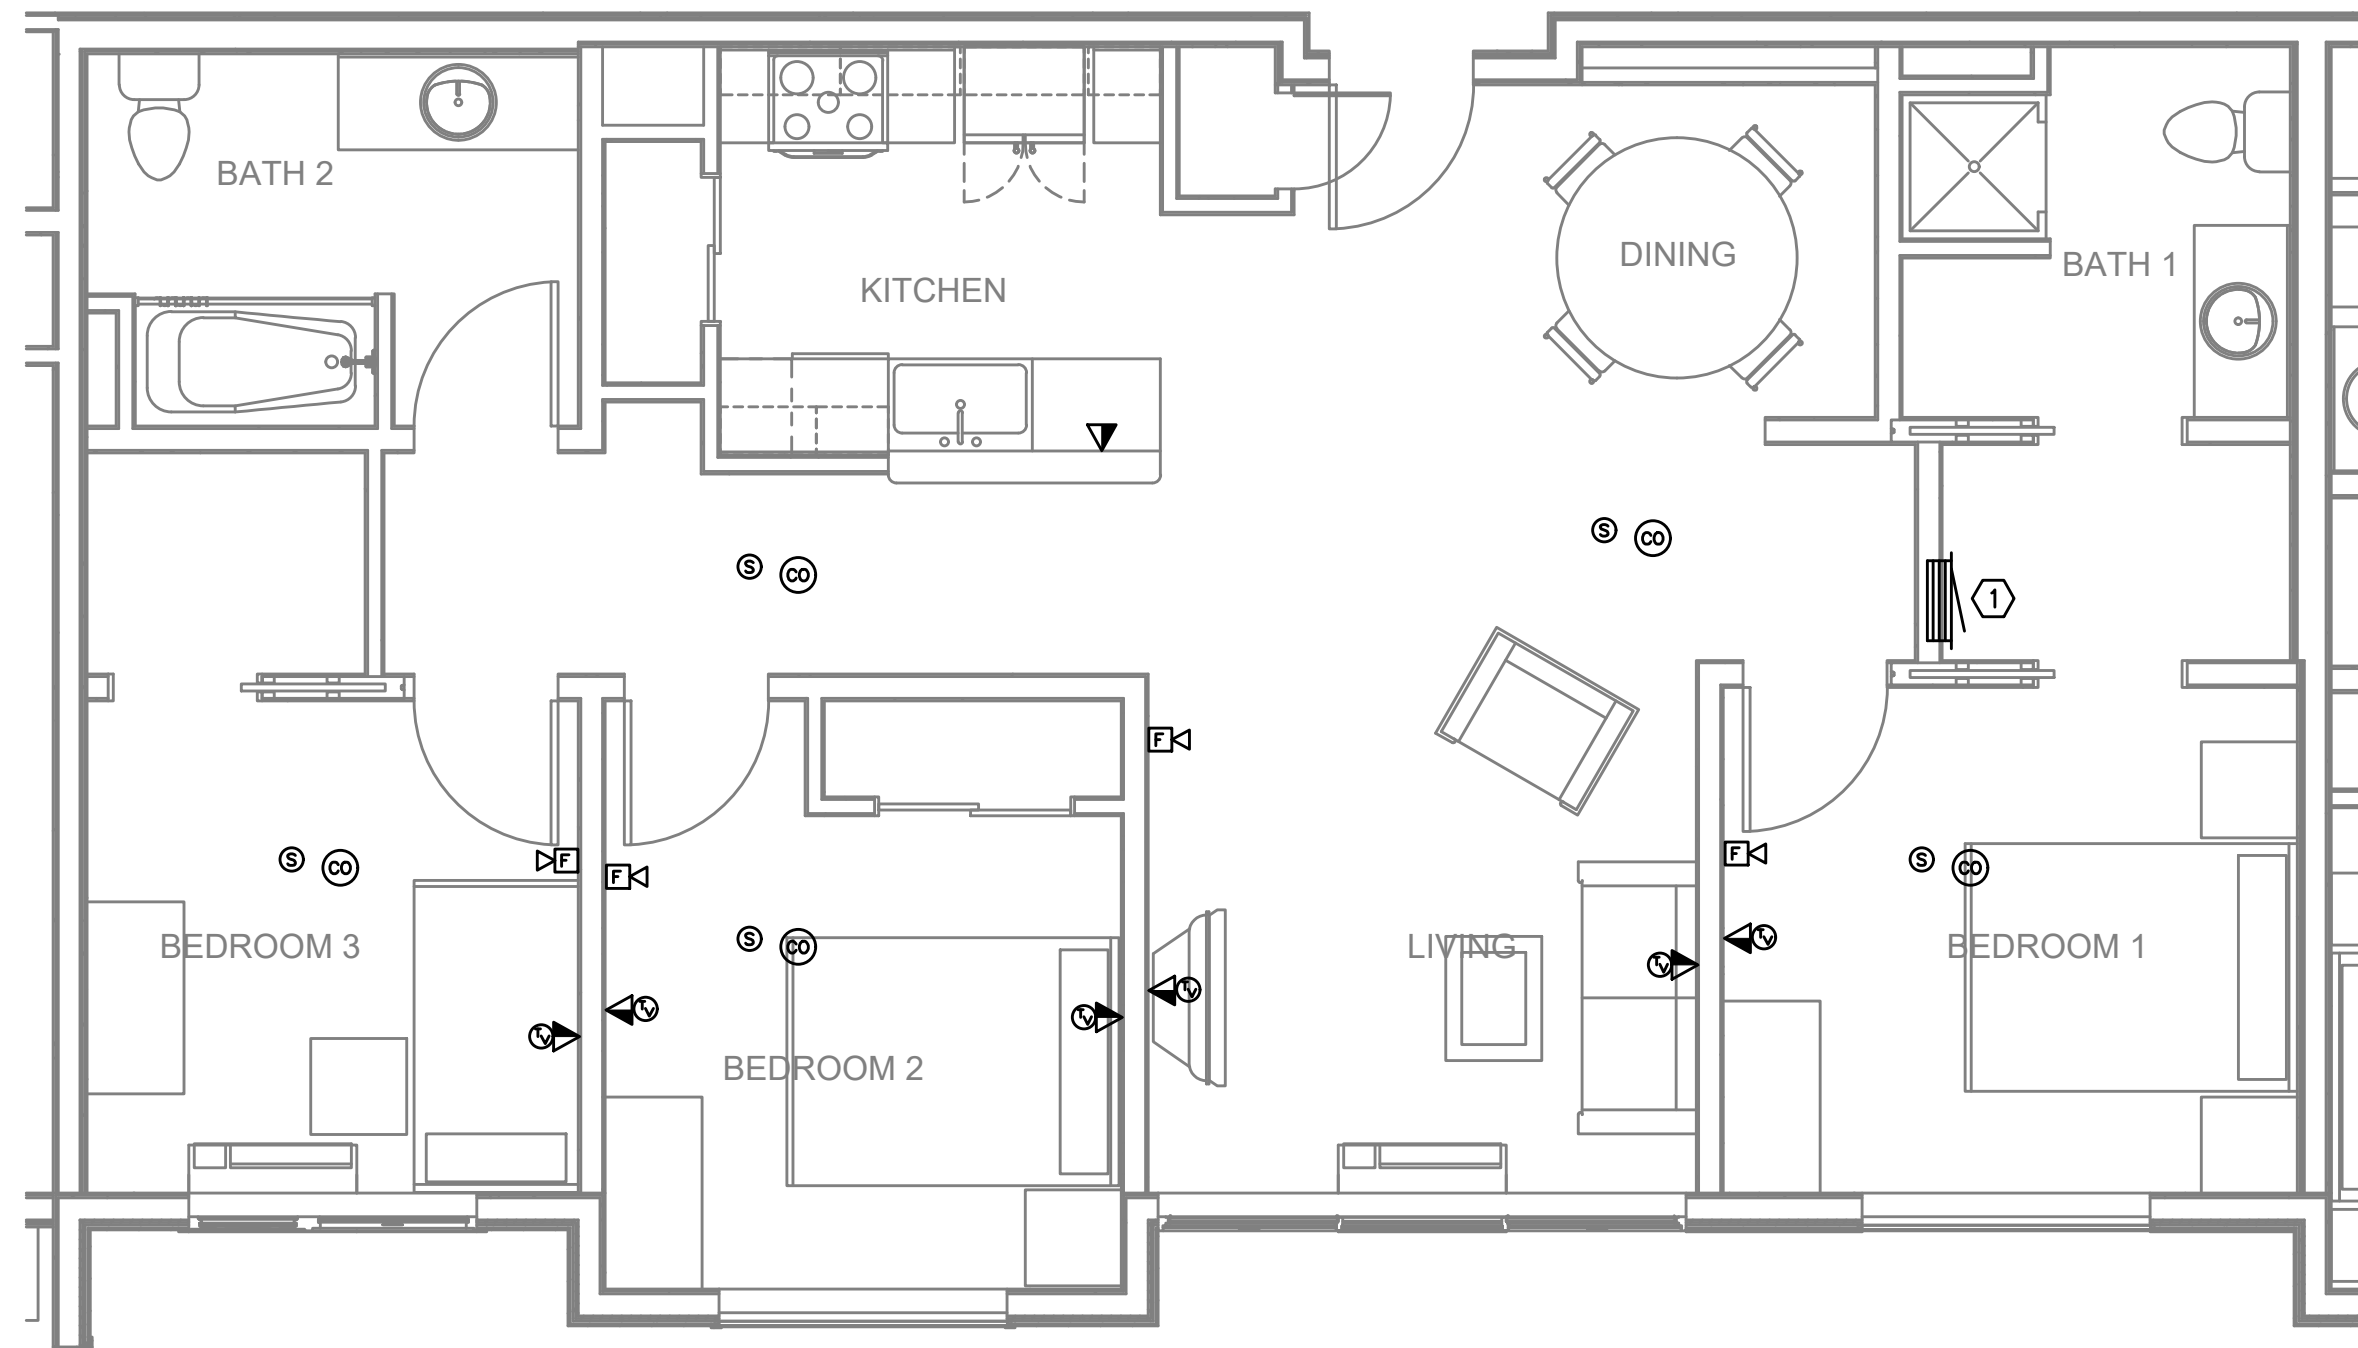 BATH 2
DINING
BATH 1
KITCHEN
S
CO
S
CO
1
F
F
S
CO
F
F
S
CO
S
CO
TV
BEDROOM 3
LIVING
BEDROOM 1
TV
TV
TV
TV
TV
BEDROOM 2